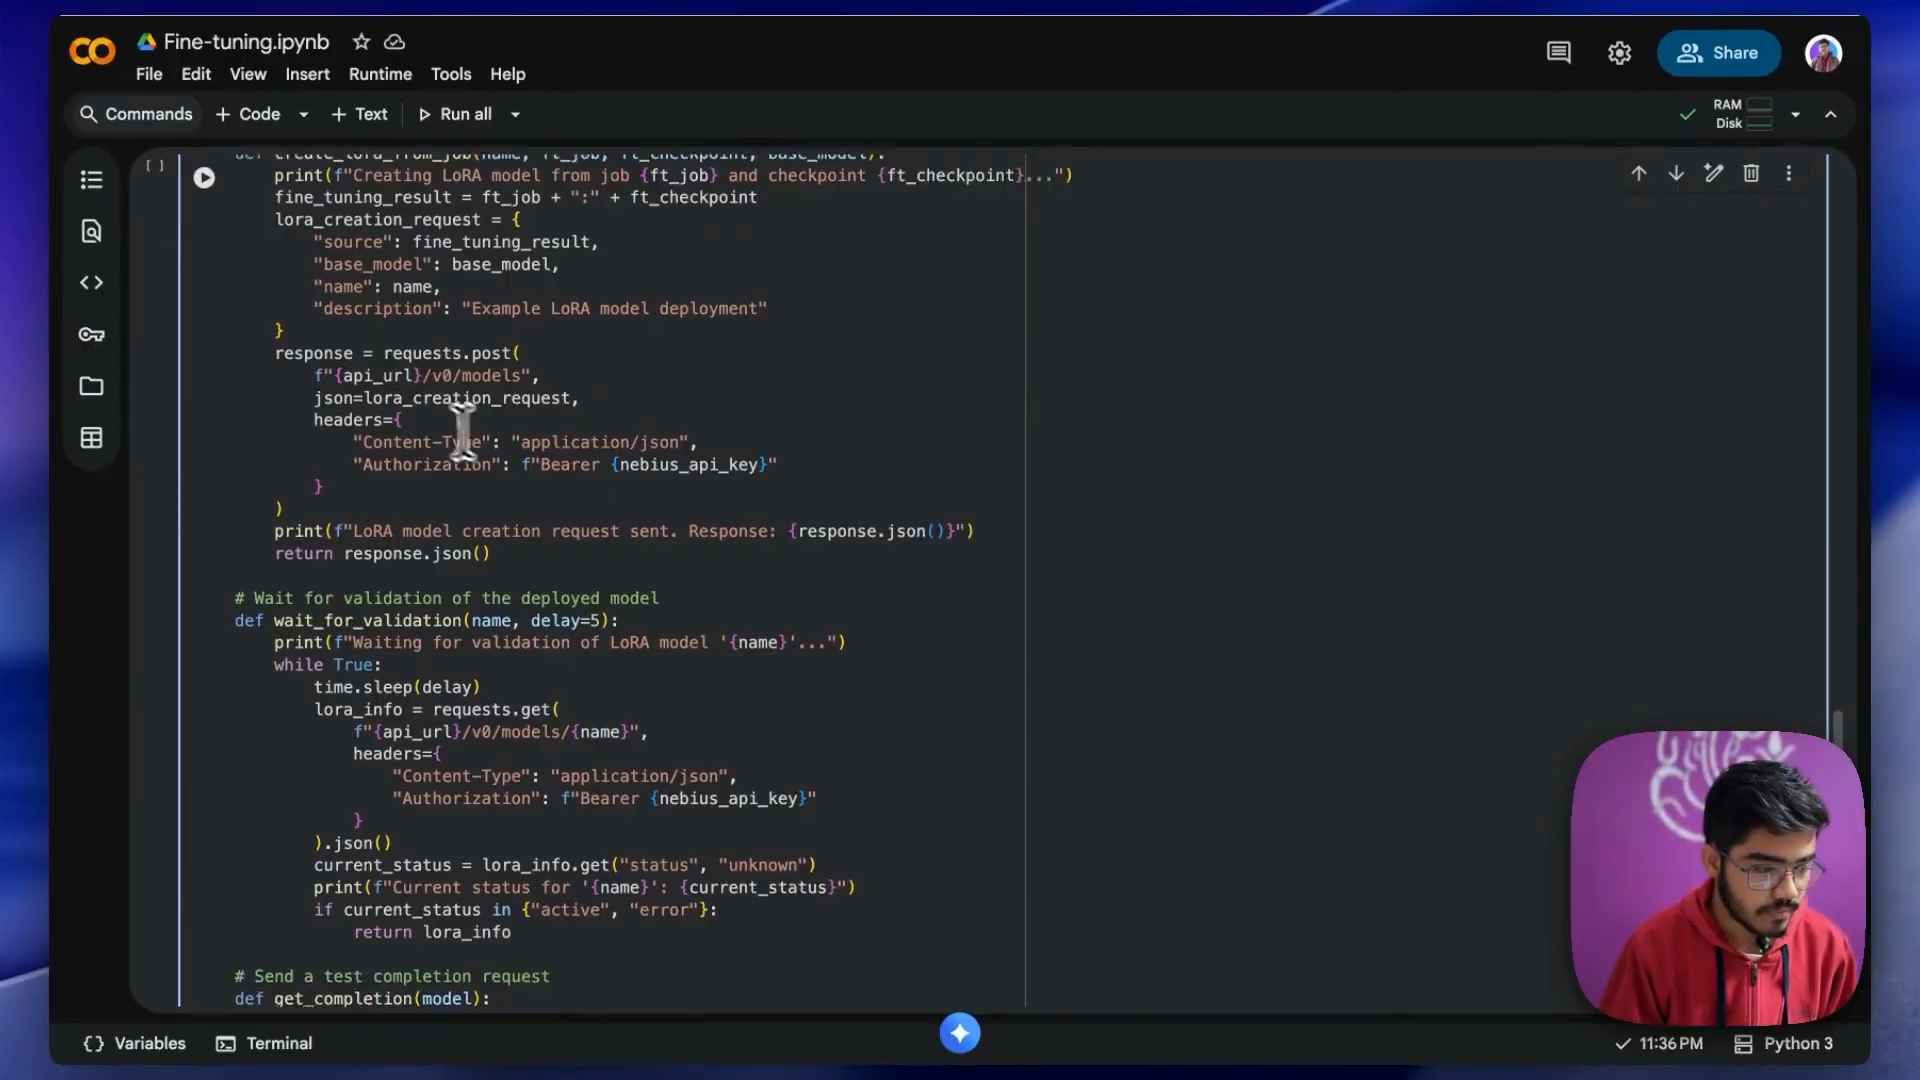 Fine-tuning.ipynb
File Edit View Insert Runtime Tools Help
Share
Commands + Code + Text Run all
RAM
Disk
[ ]
def create_lora_from_job(name, ft_job, ft_checkpoint, base_model):
print(f"Creating LoRA model from job {ft_job} and checkpoint {ft_checkpoint}...")
fine_tuning_result = ft_job + ":" + ft_checkpoint
lora_creation_request = {
"source": fine_tuning_result,
"base_model": base_model,
"name": name,
"description": "Example LoRA model deployment"
}
response = requests.post(
f"{api_url}/v0/models",
json=lora_creation_request,
headers={
"Content-Type": "application/json",
"Authorization": f"Bearer {nebius_api_key}"
}
)
print(f"LoRA model creation request sent. Response: {response.json()}")
return response.json()
# Wait for validation of the deployed model
def wait_for_validation(name, delay=5):
print(f"Waiting for validation of LoRA model '{name}'...")
while True:
time.sleep(delay)
lora_info = requests.get(
f"{api_url}/v0/models/{name}",
headers={
"Content-Type": "application/json",
"Authorization": f"Bearer {nebius_api_key}"
}
).json()
current_status = lora_info.get("status", "unknown")
print(f"Current status for '{name}': {current_status}")
if current_status in {"active", "error"}:
return lora_info
# Send a test completion request
def get_completion(model):
{} Variables Terminal
11:36 PM Python 3